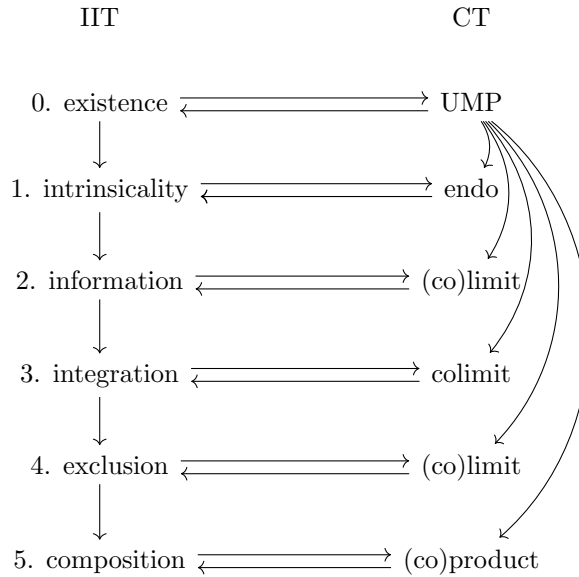 IIT CT
0. existence UMP
1. intrinsicality endo
2. information (co)limit
3. integration colimit
4. exclusion (co)limit
5. composition (co)product